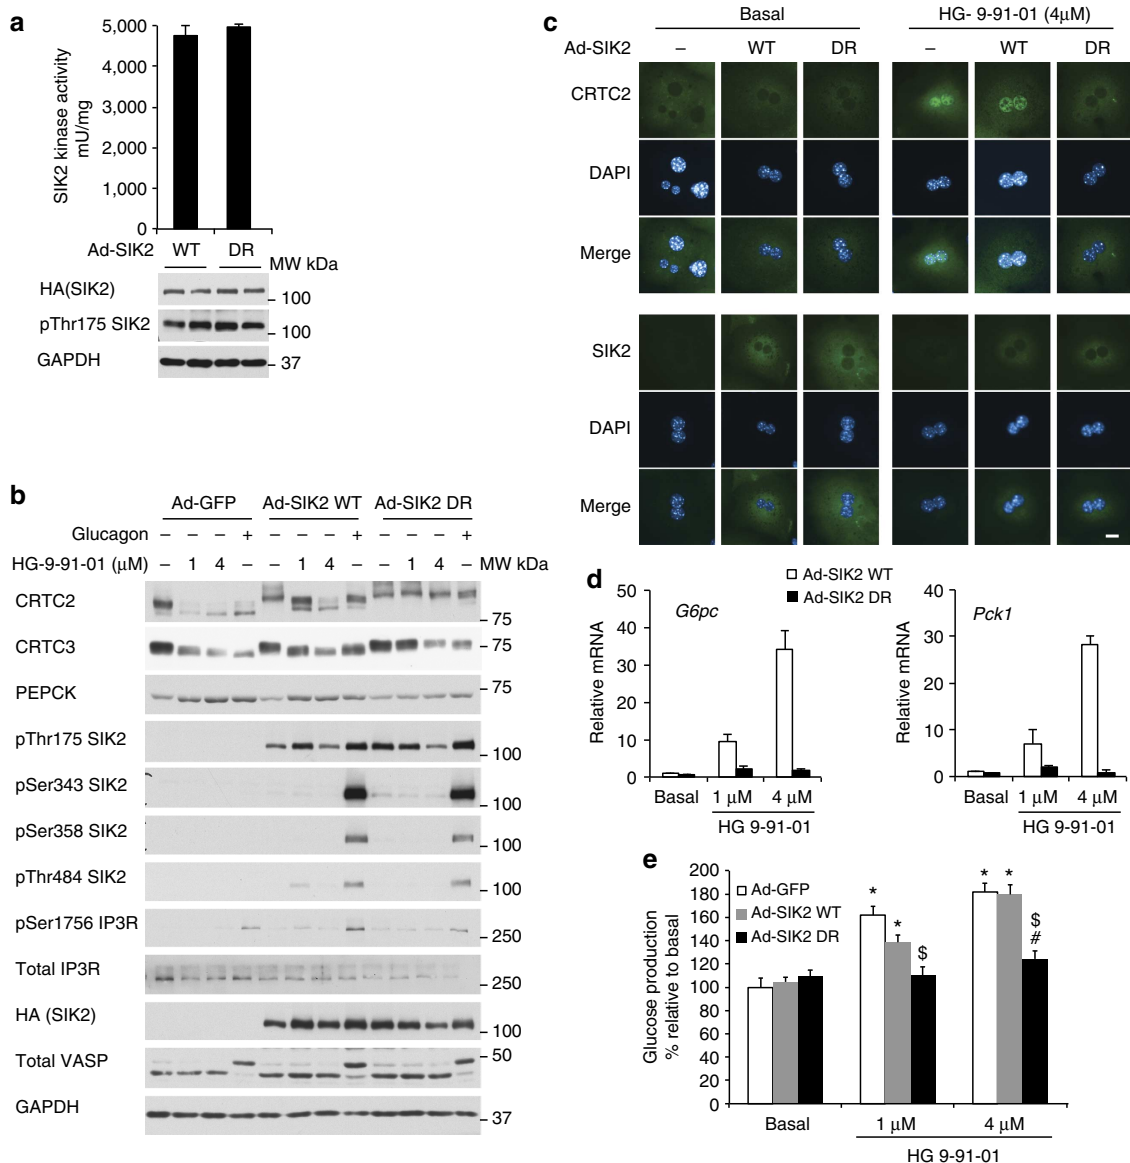 a
5,000
4,000
3,000
2,000
1,000
0
SIK2 kinase activity
mU/mg
Ad-SIK2 WT DR
MW kDa
HA(SIK2)
100
pThr175 SIK2
100
GAPDH
37
b
Ad-GFP Ad-SIK2 WT Ad-SIK2 DR
Glucagon – – – + – – – + – – – +
HG-9-91-01 (μM) – 1 4 – – 1 4 – – 1 4 – MW kDa
CRTC2
75
CRTC3
75
PEPCK
75
pThr175 SIK2
100
pSer343 SIK2
100
pSer358 SIK2
100
pThr484 SIK2
100
pSer1756 IP3R
250
Total IP3R
250
HA (SIK2)
100
Total VASP
50
GAPDH
37
c
Basal HG- 9-91-01 (4μM)
Ad-SIK2 – WT DR – WT DR
CRTC2
DAPI
Merge
SIK2
DAPI
Merge
d
Ad-SIK2 WT
Ad-SIK2 DR
G6pc
Relative mRNA
50
40
30
20
10
0
Basal 1 μM 4 μM
HG 9-91-01
Pck1
Relative mRNA
40
30
20
10
0
Basal 1 μM 4 μM
HG 9-91-01
e
Ad-GFP
Ad-SIK2 WT
Ad-SIK2 DR
Glucose production
% relative to basal
200
180
160
140
120
100
80
60
40
20
0
*
*
$
* *
$
#
Basal 1 μM 4 μM
HG 9-91-01